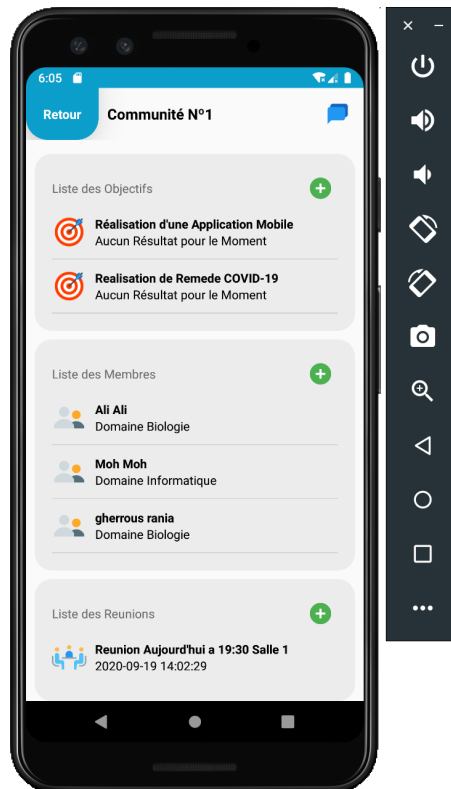 6:05
Retour
Communité Nº1
Liste des Objectifs
Réalisation d'une Application Mobile
Aucun Résultat pour le Moment
Realisation de Remede COVID-19
Aucun Résultat pour le Moment
Liste des Membres
Ali Ali
Domaine Biologie
Moh Moh
Domaine Informatique
gherrous rania
Domaine Biologie
Liste des Reunions
Reunion Aujourd'hui a 19:30 Salle 1
2020-09-19 14:02:29